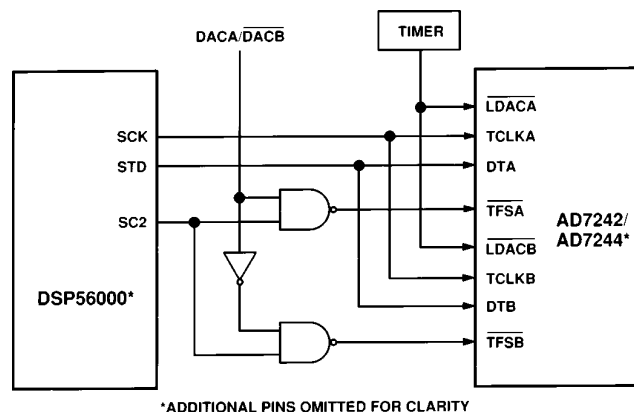 DACA/DACB
TIMER
LDACA
SCK
TCLKA
STD
DTA
SC2
TFSA
AD7242/
AD7244*
LDACB
DSP56000*
TCLKB
DTB
TFSB
*ADDITIONAL PINS OMITTED FOR CLARITY